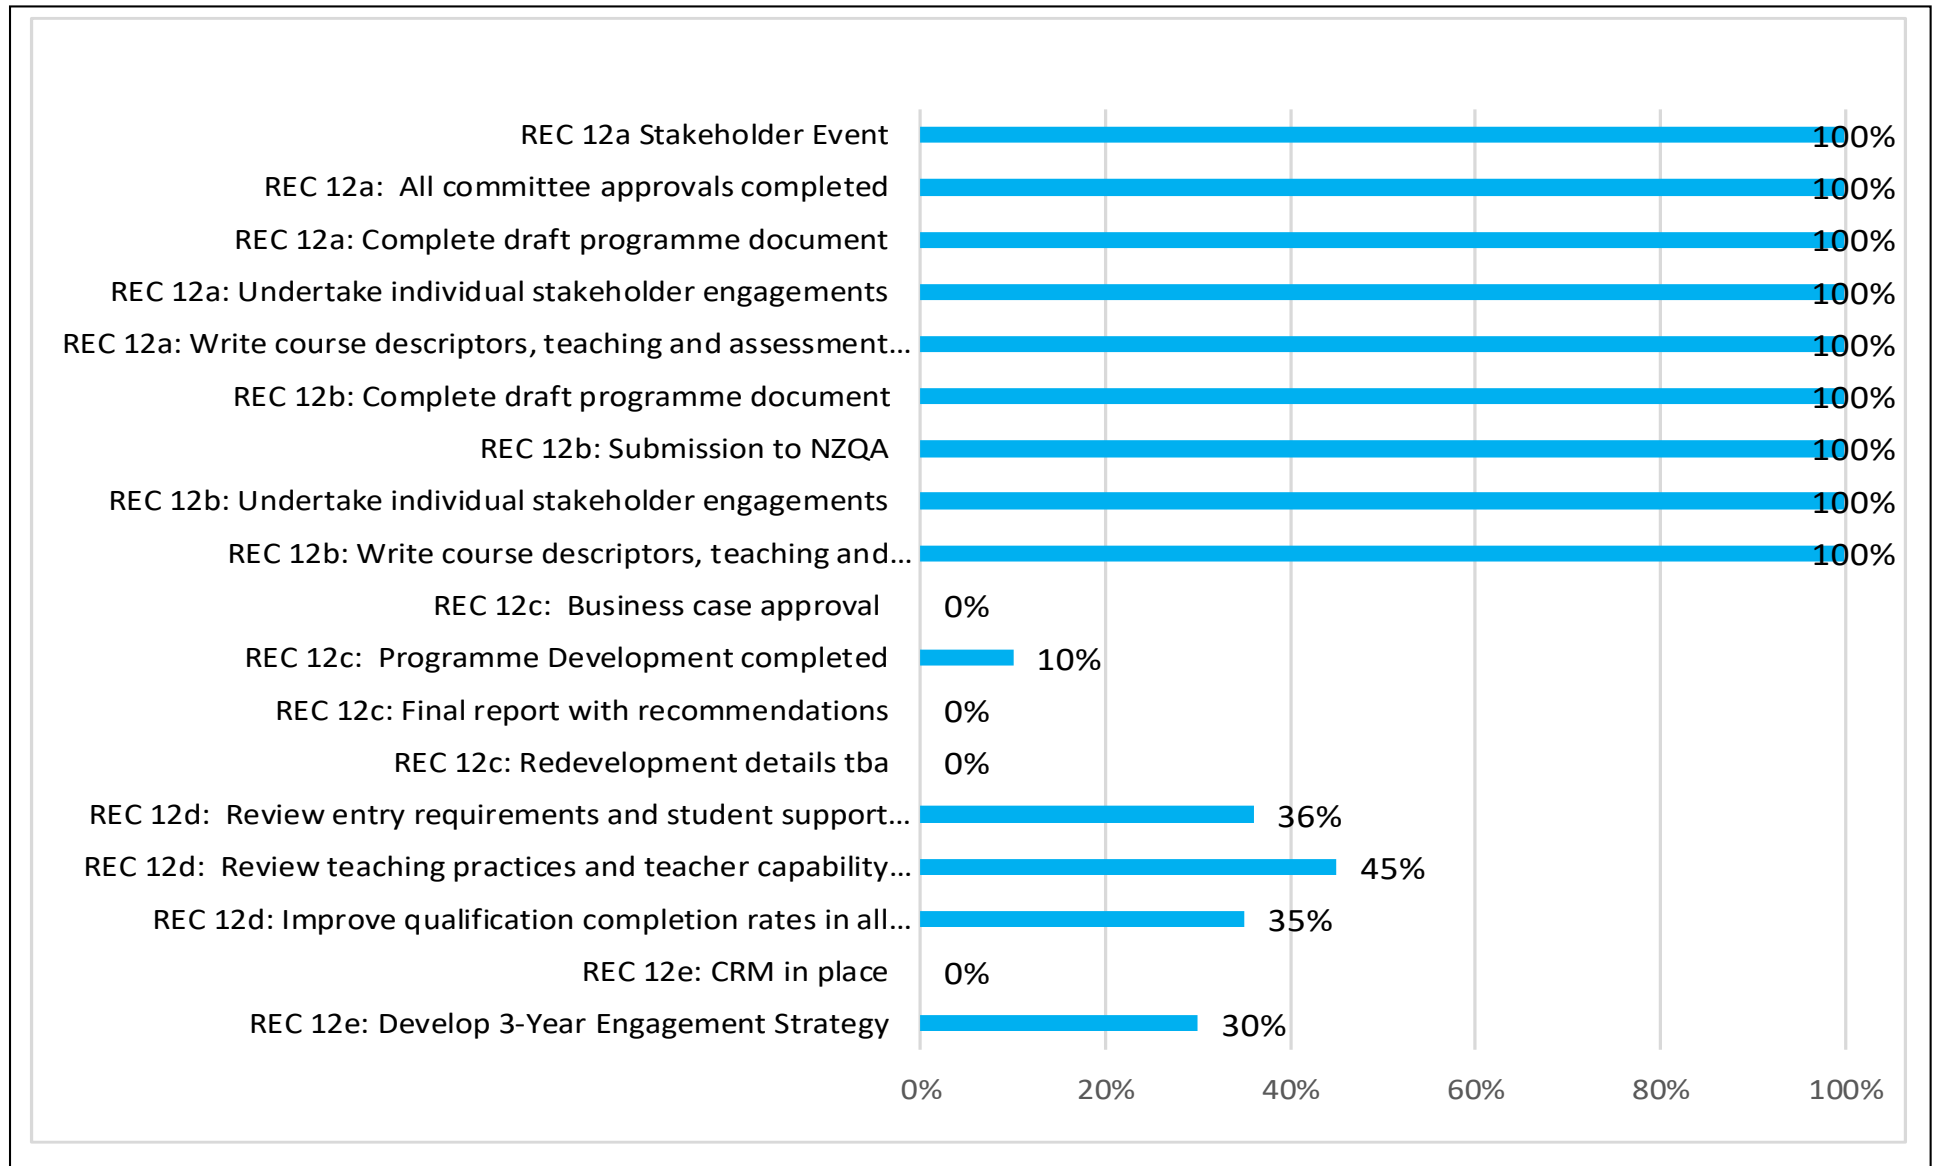 REC 12a Stakeholder Event 100%
REC 12a:  All committee approvals completed 100%
REC 12a: Complete draft programme document 100%
REC 12a: Undertake individual stakeholder engagements 100%
REC 12a: Write course descriptors, teaching and assessment... 100%
REC 12b: Complete draft programme document 100%
REC 12b: Submission to NZQA 100%
REC 12b: Undertake individual stakeholder engagements 100%
REC 12b: Write course descriptors, teaching and... 100%
REC 12c:  Business case approval 0%
REC 12c:  Programme Development completed 10%
REC 12c: Final report with recommendations 0%
REC 12c: Redevelopment details tba 0%
REC 12d:  Review entry requirements and student support... 36%
REC 12d:  Review teaching practices and teacher capability... 45%
REC 12d: Improve qualification completion rates in all... 35%
REC 12e: CRM in place 0%
REC 12e: Develop 3-Year Engagement Strategy 30%
0% 20% 40% 60% 80% 100%